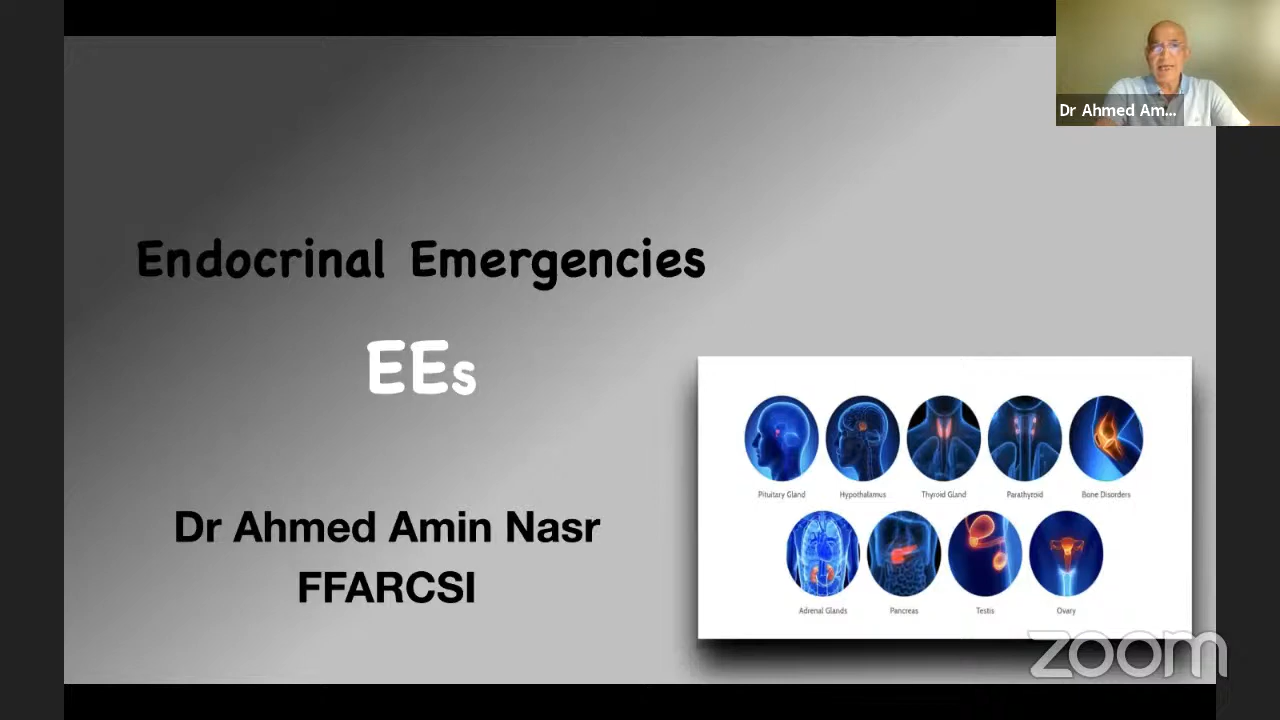 Dr Ahmed Am...
Endocrinal Emergencies
EEs
Dr Ahmed Amin Nasr
FFARCSI
Pituitary Gland
Hypothalamus
Thyroid Gland
Parathyroid
Bone Disorders
Adrenal Glands
Pancreas
Testis
Ovary
zoom